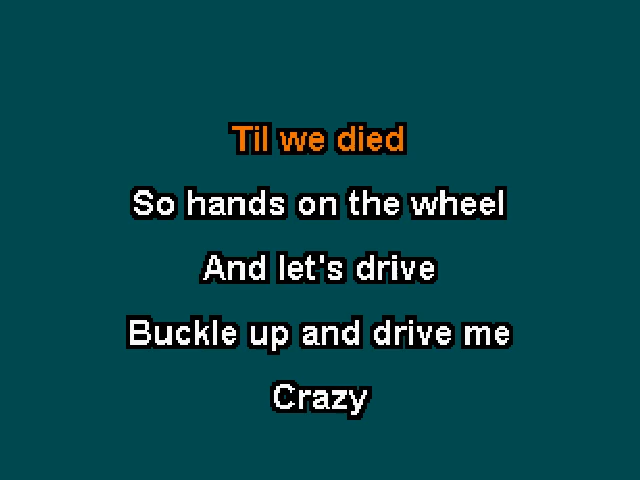 Til we died
So hands on the wheel
And let's drive
Buckle up and drive me
Crazy